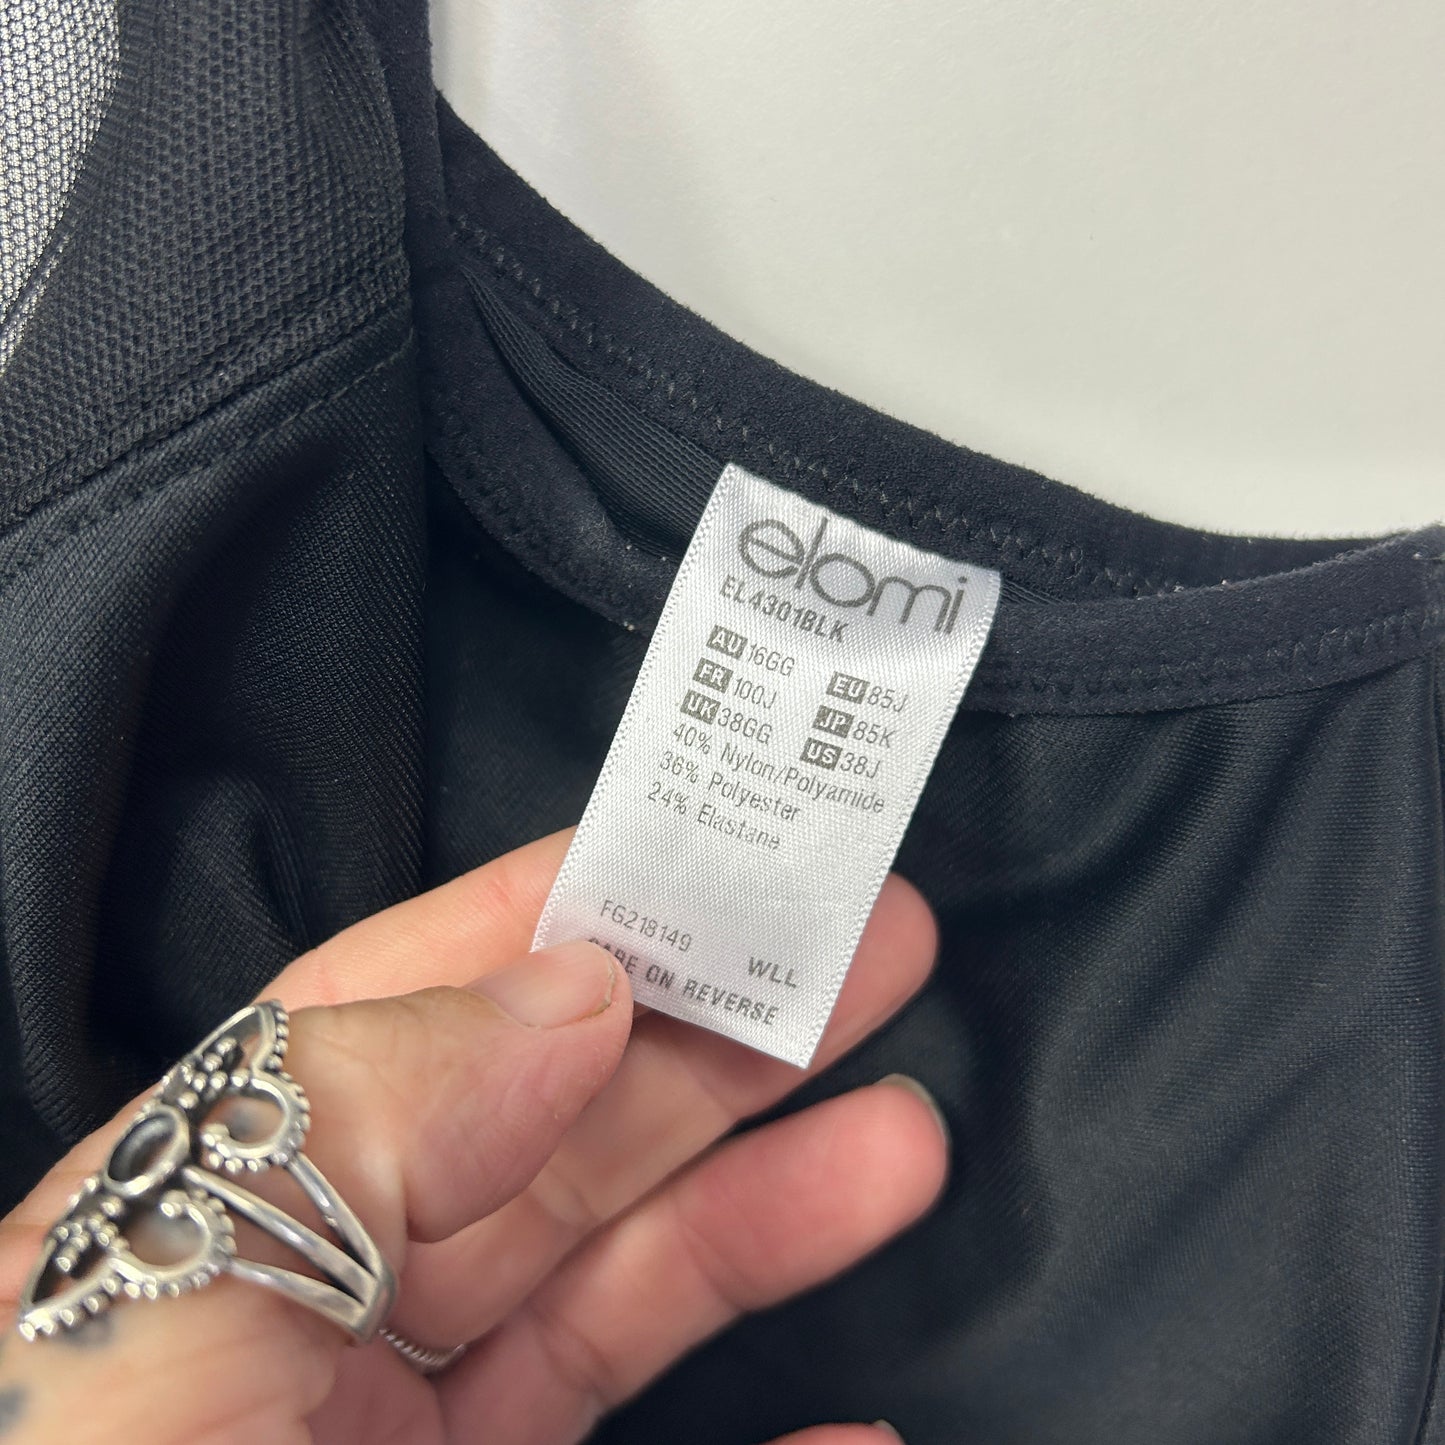 elomi
EL4301BLK
AU 16GG
EU 85J
FR 100J
JP 85K
UK 38GG
US 38J
40% Nylon/Polyamide
36% Polyester
24% Elastane
FG218149
WLL
CARE ON REVERSE